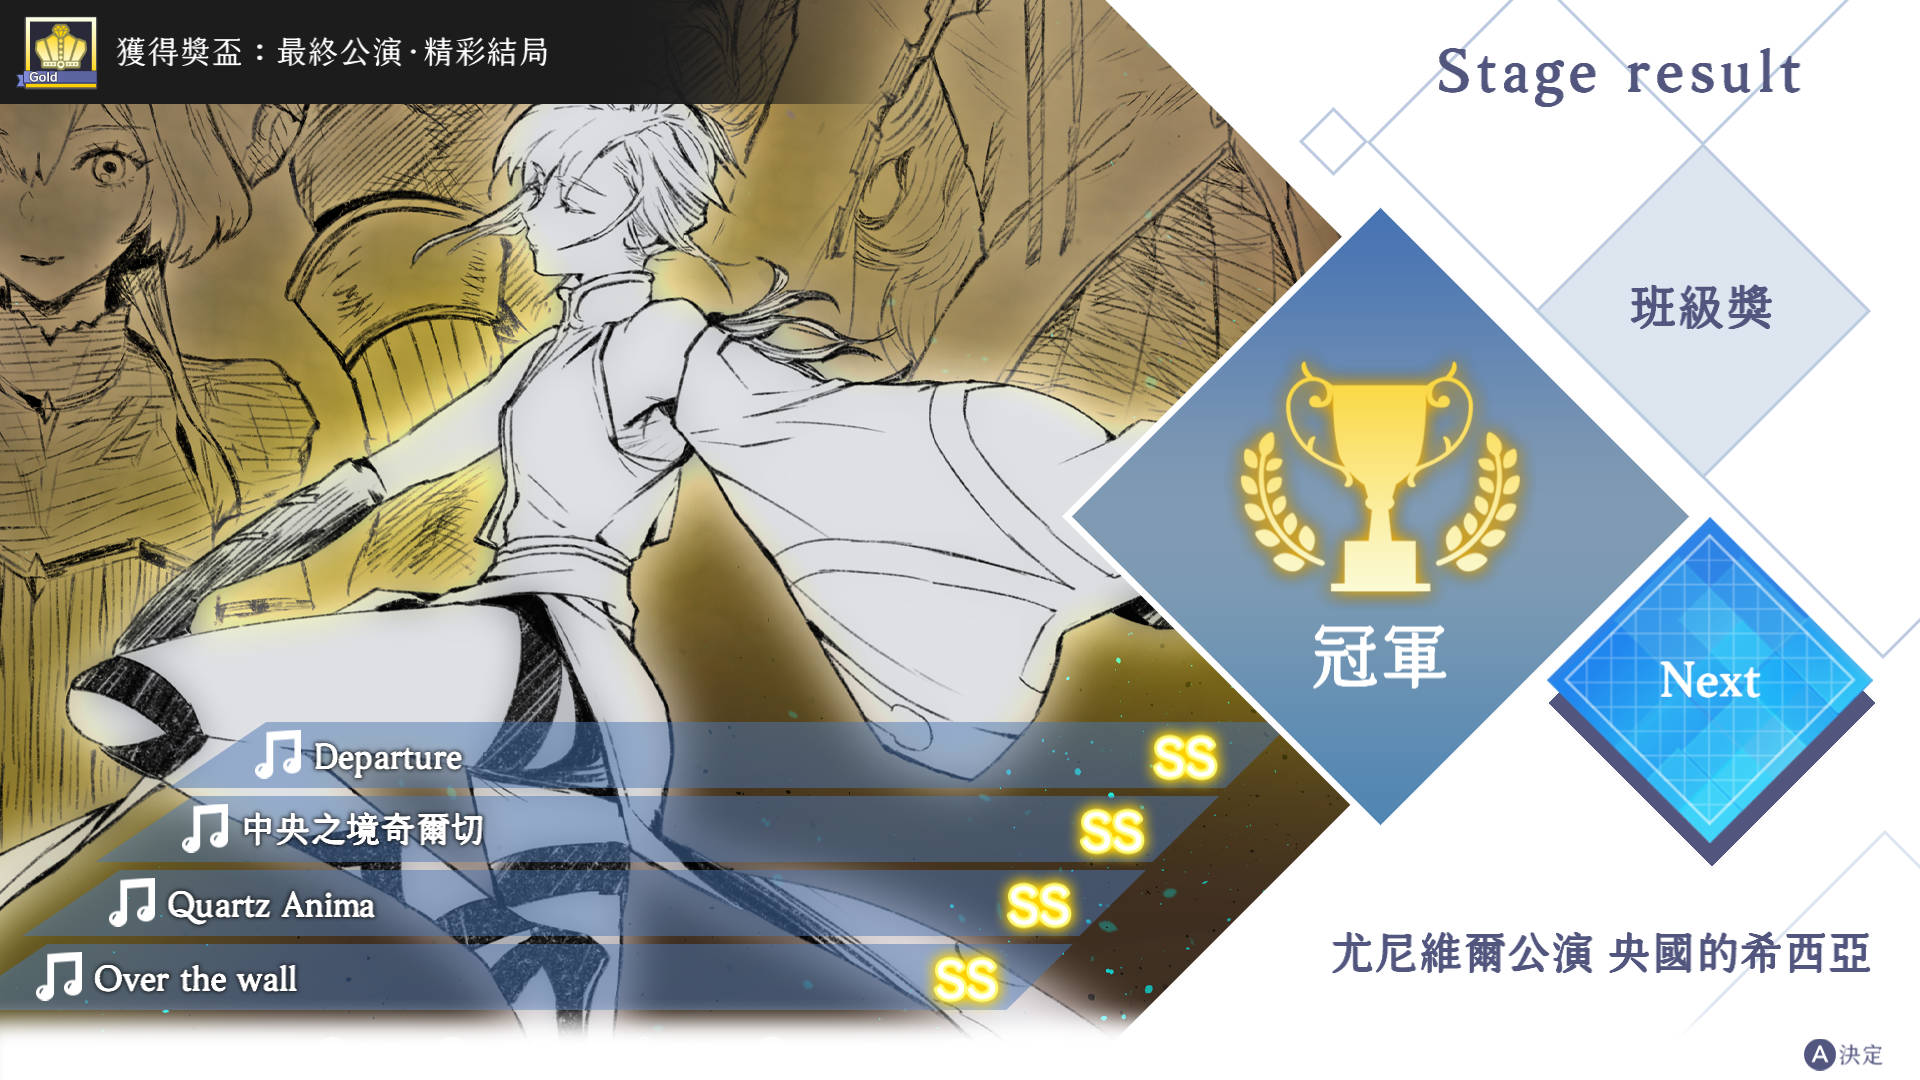 Gold
獲得獎盃：最終公演·精彩結局
Stage result
班級獎
冠軍
Next
Departure SS
中央之境奇爾切 SS
Quartz Anima SS
Over the wall SS
尤尼維爾公演 央國的希西亞
A決定